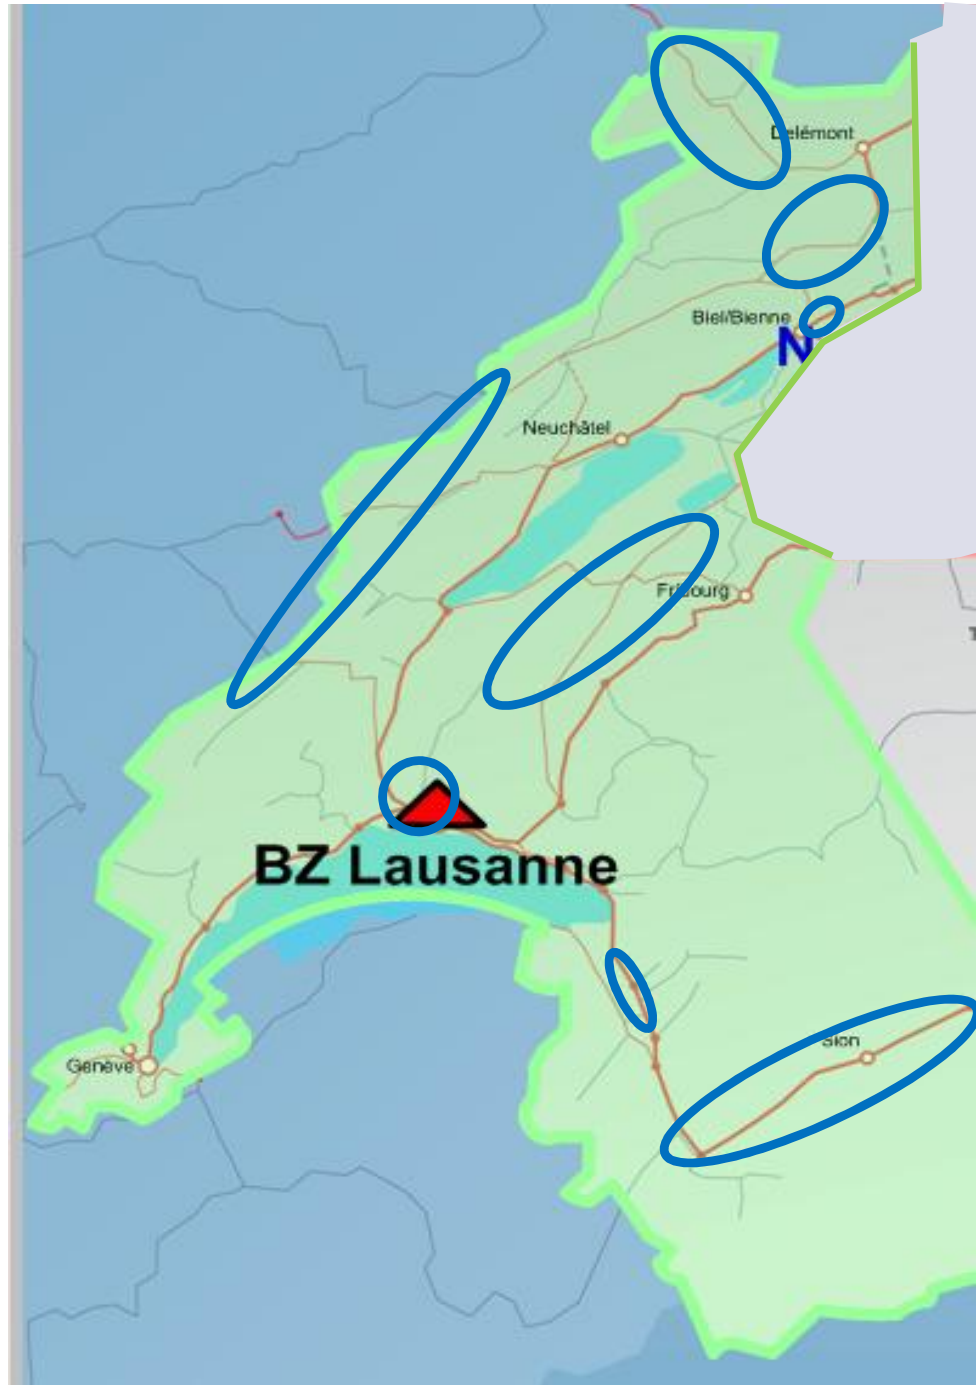 Delémont
Biel/Bienne
N
Neuchâtel
Fribourg
BZ Lausanne
Sion
Genève